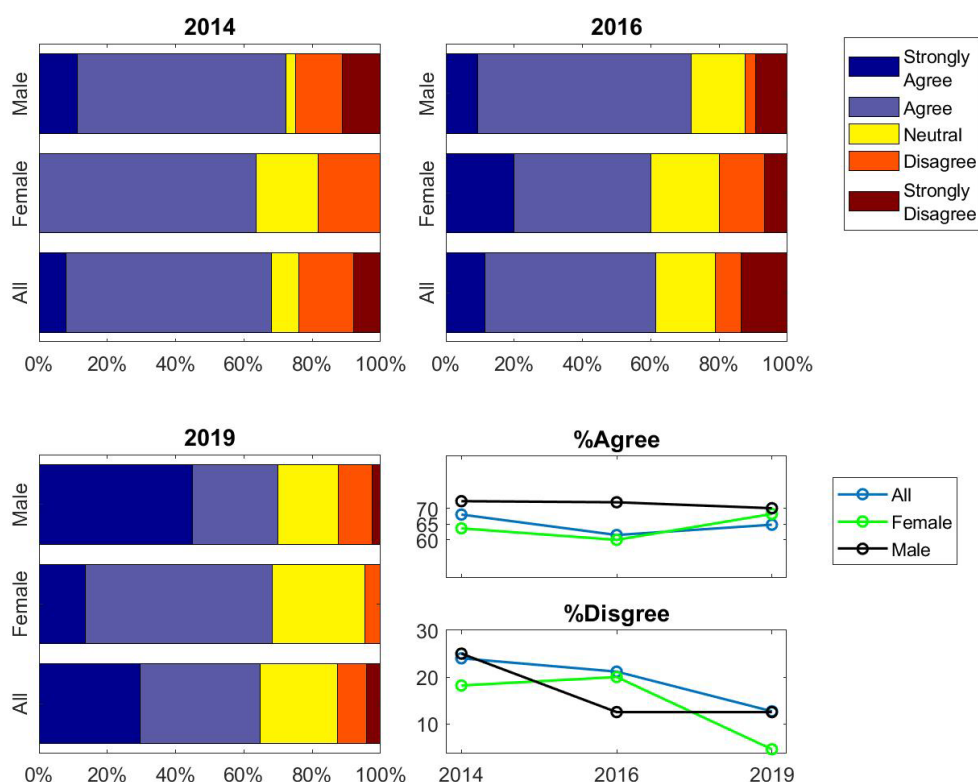 2014
Male
Female
All
0% 20% 40% 60% 80% 100%
2016
Male
Female
All
0% 20% 40% 60% 80% 100%
Strongly
Agree
Agree
Neutral
Disagree
Strongly
Disagree
2019
Male
Female
All
0% 20% 40% 60% 80% 100%
%Agree
70
65
60
%Disgree
30
20
10
2014 2016 2019
All
Female
Male